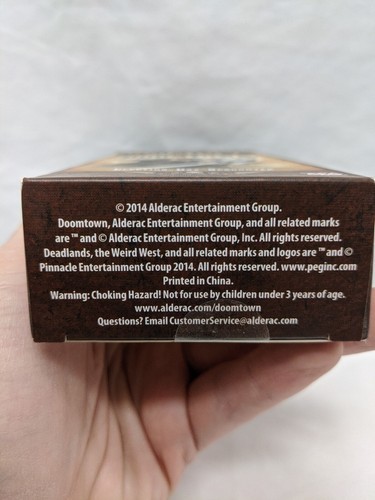 © 2014 Alderac Entertainment Group.
Doomtown, Alderac Entertainment Group, and all related marks
are ™ and © Alderac Entertainment Group, Inc. All rights reserved.
Deadlands, the Weird West, and all related marks and logos are ™ and ©
Pinnacle Entertainment Group 2014. All rights reserved. www.peginc.com
Printed in China.
Warning: Choking Hazard! Not for use by children under 3 years of age.
www.alderac.com/doomtown
Questions? Email CustomerService@alderac.com